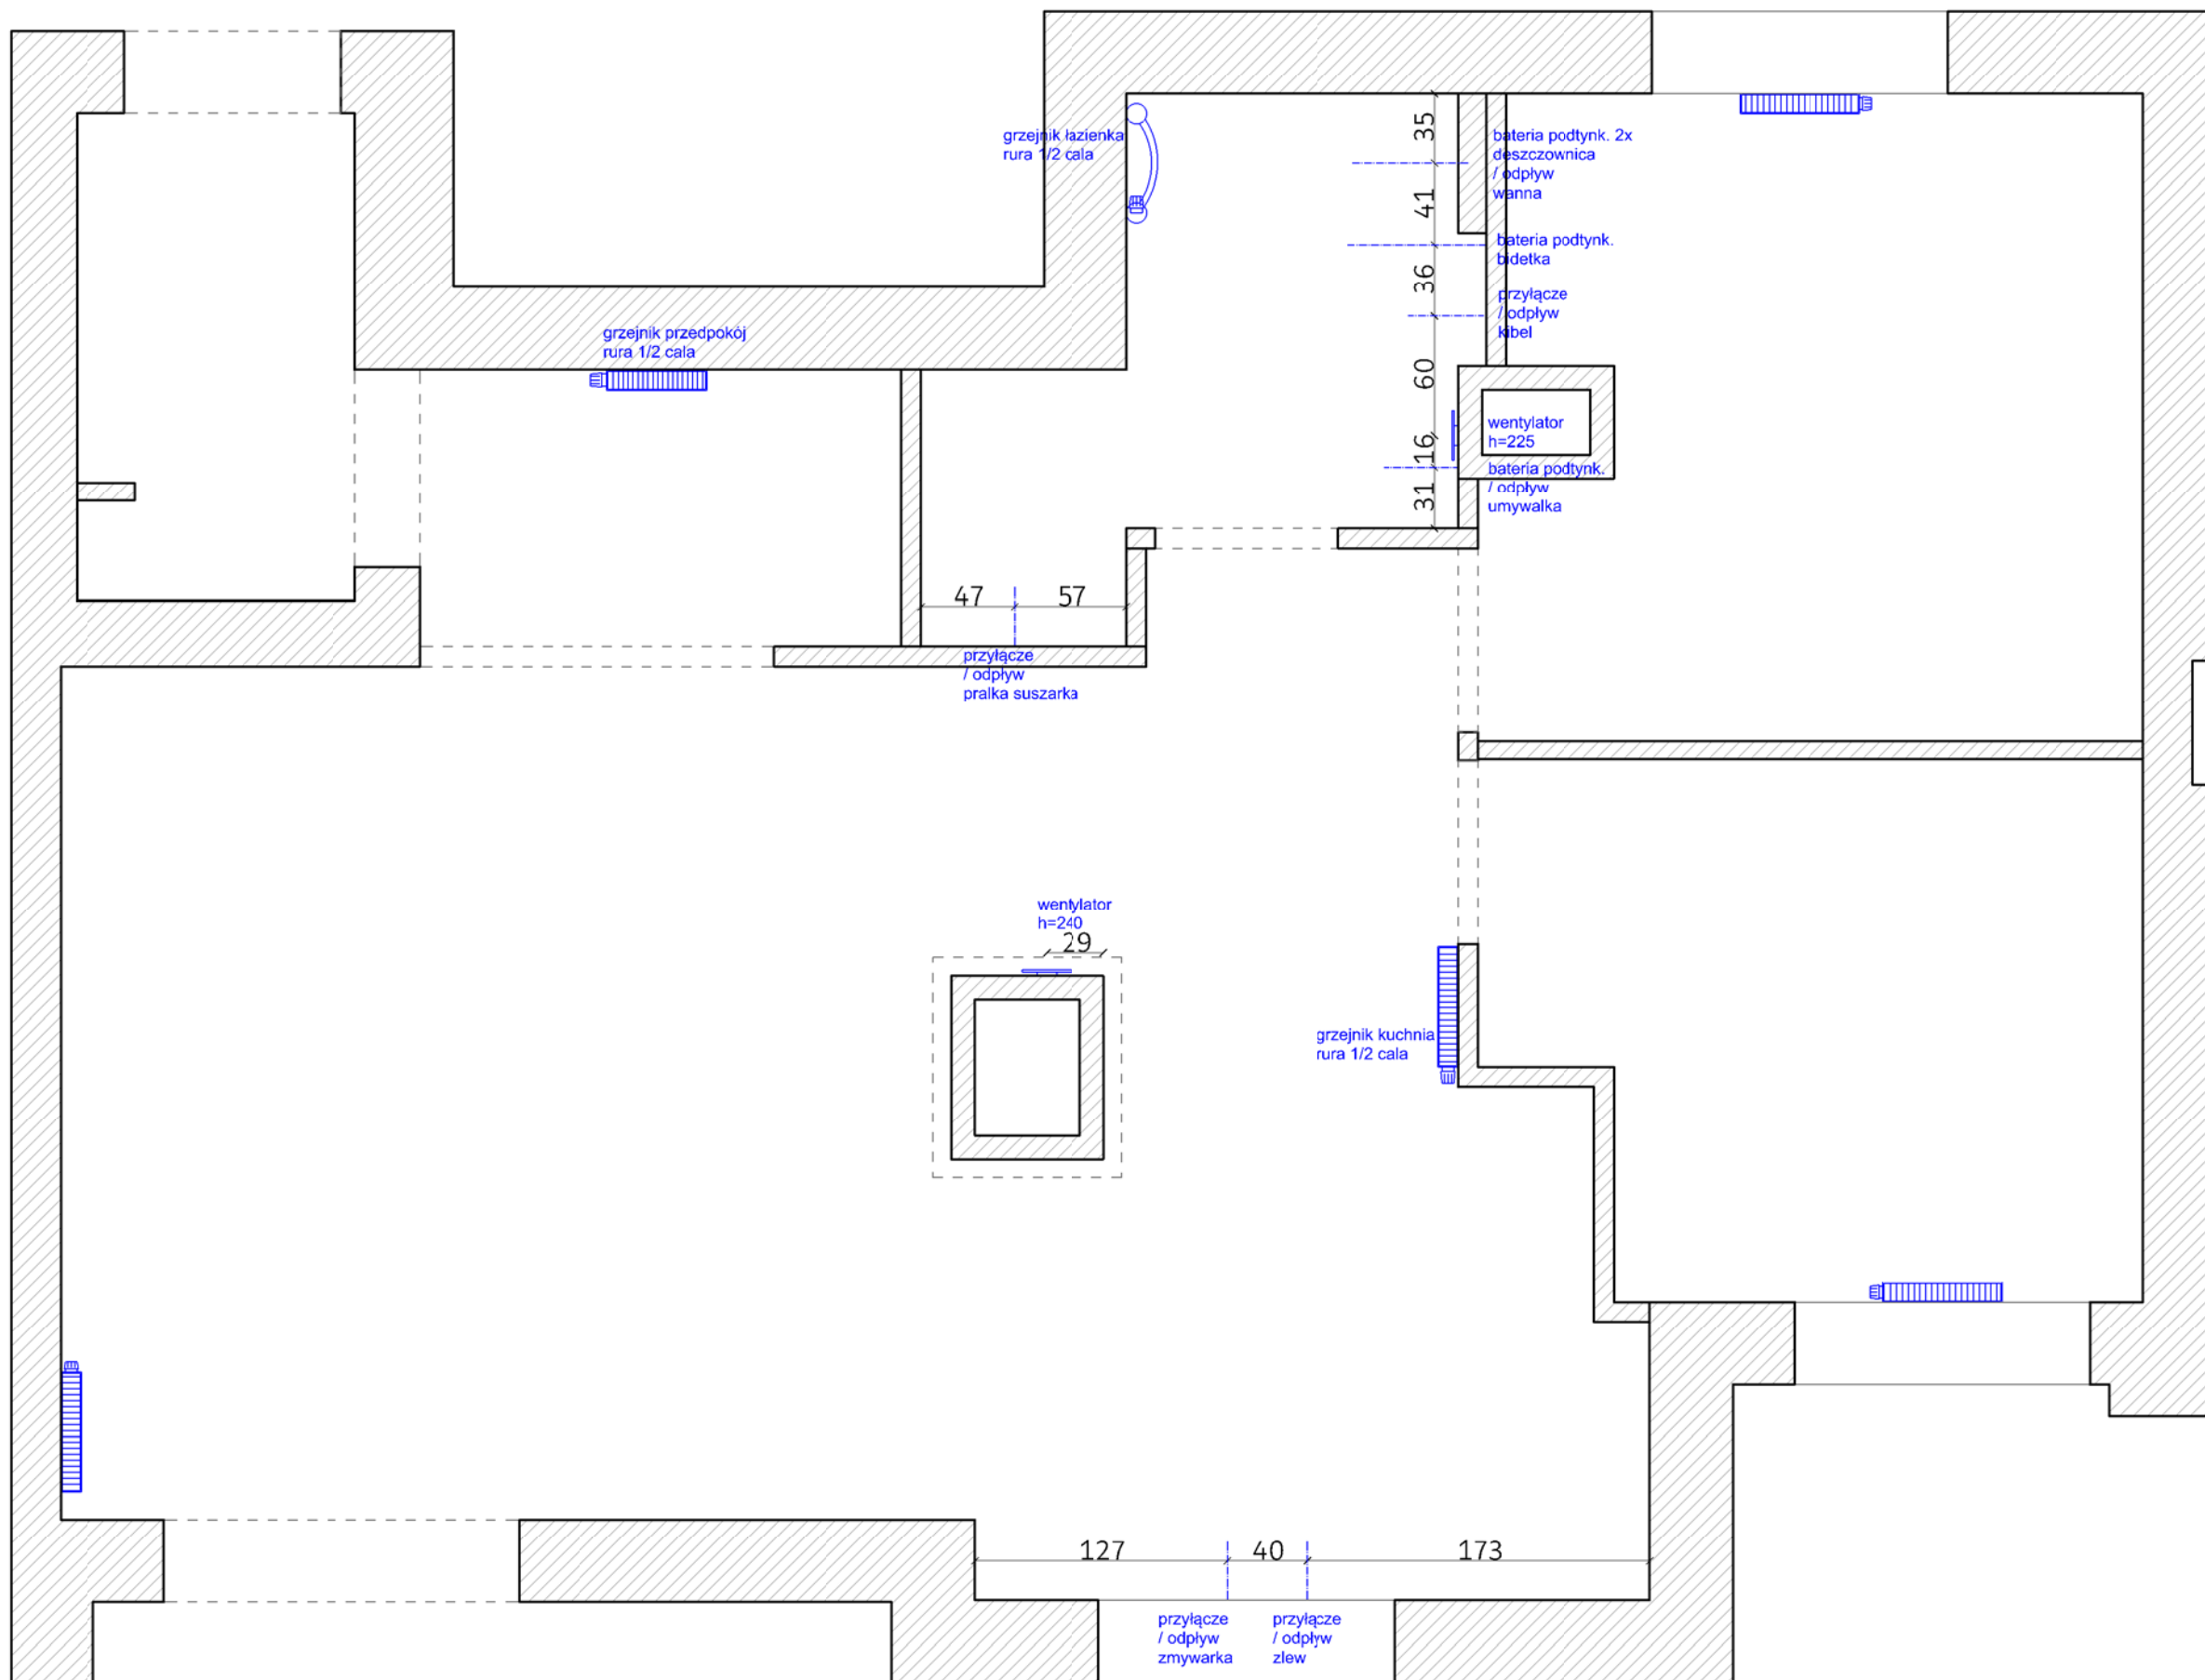 grzejnik łazienka
rura 1/2 cala
35
bateria podtynk. 2x
deszczownica
/ odpływ
wanna
41
bateria podtynk.
bidetka
36
przyłącze
/ odpływ
kibel
grzejnik przedpokój
rura 1/2 cala
60
wentylator
h=225
16
bateria podtynk.
/ odpływ
umywalka
31
47
57
przyłącze
/ odpływ
pralka suszarka
wentylator
h=240
29
grzejnik kuchnia
rura 1/2 cala
127
40
173
przyłącze
/ odpływ
zmywarka
przyłącze
/ odpływ
zlew